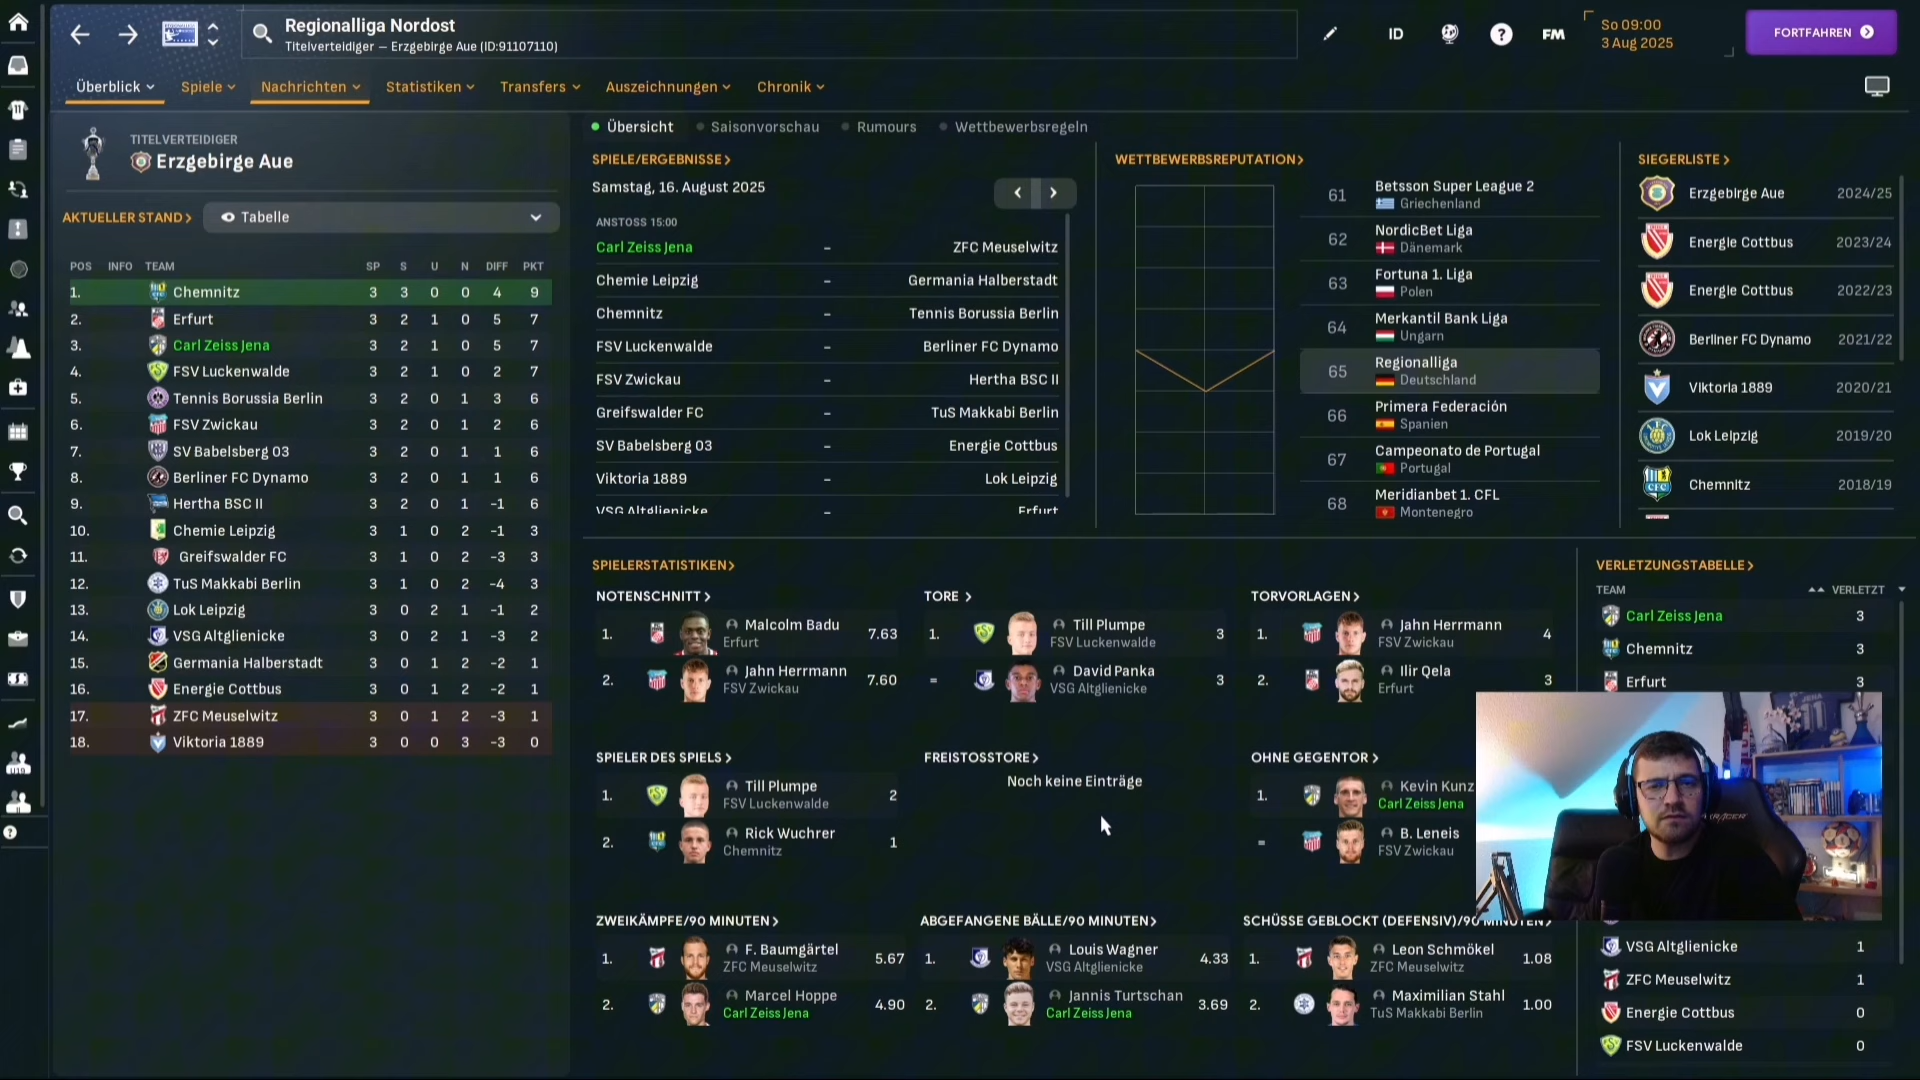 Regionalliga Nordost
Titelverteidiger – Erzgebirge Aue (ID:91107110)
ID
FM
So 09:00
3 Aug 2025
FORTFAHREN
Überblick
Spiele
Nachrichten
Statistiken
Transfers
Auszeichnungen
Chronik
TITELVERTEIDIGER
Erzgebirge Aue
AKTUELLER STAND
Tabelle
POS INFO TEAM SP S U N DIFF PKT
1. Chemnitz 3 3 0 0 4 9
2. Erfurt 3 2 1 0 5 7
3. Carl Zeiss Jena 3 2 1 0 5 7
4. FSV Luckenwalde 3 2 1 0 2 7
5. Tennis Borussia Berlin 3 2 0 1 3 6
6. FSV Zwickau 3 2 0 1 2 6
7. SV Babelsberg 03 3 2 0 1 1 6
8. Berliner FC Dynamo 3 2 0 1 1 6
9. Hertha BSC II 3 2 0 1 -1 6
10. Chemie Leipzig 3 1 0 2 -1 3
11. Greifswalder FC 3 1 0 2 -3 3
12. TuS Makkabi Berlin 3 1 0 2 -4 3
13. Lok Leipzig 3 0 2 1 -1 2
14. VSG Altglienicke 3 0 2 1 -3 2
15. Germania Halberstadt 3 0 1 2 -2 1
16. Energie Cottbus 3 0 1 2 -2 1
17. ZFC Meuselwitz 3 0 1 2 -3 1
18. Viktoria 1889 3 0 0 3 -3 0
Übersicht
Saisonvorschau
Rumours
Wettbewerbsregeln
SPIELE/ERGEBNISSE
Samstag, 16. August 2025
ANSTOSS 15:00
Carl Zeiss Jena – ZFC Meuselwitz
Chemie Leipzig – Germania Halberstadt
Chemnitz – Tennis Borussia Berlin
FSV Luckenwalde – Berliner FC Dynamo
FSV Zwickau – Hertha BSC II
Greifswalder FC – TuS Makkabi Berlin
SV Babelsberg 03 – Energie Cottbus
Viktoria 1889 – Lok Leipzig
VSG Altglienicke – Erfurt
WETTBEWERBSREPUTATION
61 Betsson Super League 2
Griechenland
62 NordicBet Liga
Dänemark
63 Fortuna 1. Liga
Polen
64 Merkantil Bank Liga
Ungarn
65 Regionalliga
Deutschland
66 Primera Federación
Spanien
67 Campeonato de Portugal
Portugal
68 Meridianbet 1. CFL
Montenegro
SIEGERLISTE
Erzgebirge Aue 2024/25
Energie Cottbus 2023/24
Energie Cottbus 2022/23
Berliner FC Dynamo 2021/22
Viktoria 1889 2020/21
Lok Leipzig 2019/20
Chemnitz 2018/19
SPIELERSTATISTIKEN
NOTENSCHNITT
1. Malcolm Badu 7.63
Erfurt
2. Jahn Herrmann 7.60
FSV Zwickau
TORE
1. Till Plumpe 3
FSV Luckenwalde
= David Panka 3
VSG Altglienicke
TORVORLAGEN
1. Jahn Herrmann 4
FSV Zwickau
2. Ilir Qela 3
Erfurt
SPIELER DES SPIELS
1. Till Plumpe 2
FSV Luckenwalde
2. Rick Wuchrer 1
Chemnitz
FREISTOSSTORE
Noch keine Einträge
OHNE GEGENTOR
1. Kevin Kunz
Carl Zeiss Jena
= B. Leneis
FSV Zwickau
ZWEIKÄMPFE/90 MINUTEN
1. F. Baumgärtel 5.67
ZFC Meuselwitz
2. Marcel Hoppe 4.90
Carl Zeiss Jena
ABGEFANGENE BÄLLE/90 MINUTEN
1. Louis Wagner 4.33
VSG Altglienicke
2. Jannis Turtschan 3.69
Carl Zeiss Jena
SCHÜSSE GEBLOCKT (DEFENSIV)/90 MINUTEN
1. Leon Schmökel 1.08
ZFC Meuselwitz
2. Maximilian Stahl 1.00
TuS Makkabi Berlin
VERLETZUNGSTABELLE
TEAM VERLETZT
Carl Zeiss Jena 3
Chemnitz 3
Erfurt 3
VSG Altglienicke 1
ZFC Meuselwitz 1
Energie Cottbus 0
FSV Luckenwalde 0